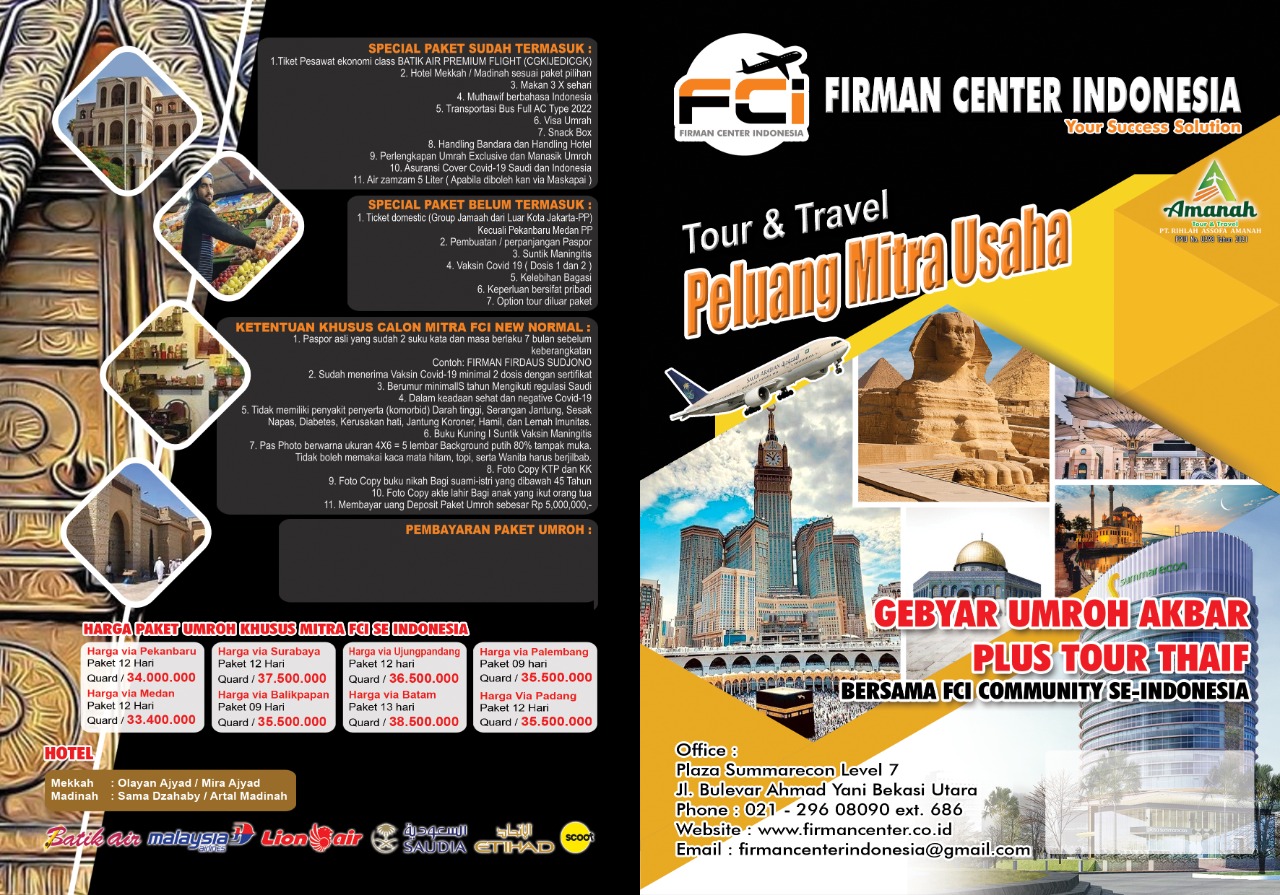 SPECIAL PAKET SUDAH TERMASUK :
1.Tiket Pesawat ekonomi class BATIK AIR PREMIUM FLIGHT (CGKIJEDICGK)
2. Hotel Mekkah / Madinah sesuai paket pilihan
3. Makan 3 X sehari
4. Muthawif berbahasa Indonesia
5. Transportasi Bus Full AC Type 2022
6. Visa Umrah
7. Snack Box
8. Handling Bandara dan Handling Hotel
9. Perlengkapan Umrah Exclusive dan Manasik Umroh
10. Asuransi Cover Covid-19 Saudi dan Indonesia
11. Air zamzam 5 Liter ( Apabila diboleh kan via Maskapai )
SPECIAL PAKET BELUM TERMASUK :
1. Ticket domestic (Group Jamaah dari Luar Kota Jakarta-PP)
Kecuali Pekanbaru Medan PP
2. Pembuatan / perpanjangan Paspor
3. Suntik Maningitis
4. Vaksin Covid 19 ( Dosis 1 dan 2 )
5. Kelebihan Bagasi
6. Keperluan bersifat pribadi
7. Option tour diluar paket
KETENTUAN KHUSUS CALON MITRA FCI NEW NORMAL :
1. Paspor asli yang sudah 2 suku kata dan masa berlaku 7 bulan sebelum
keberangkatan
Contoh: FIRMAN FIRDAUS SUDJONO
2. Sudah menerima Vaksin Covid-19 minimal 2 dosis dengan sertifikat
3. Berumur minimallS tahun Mengikuti regulasi Saudi
4. Dalam keadaan sehat dan negative Covid-19
5. Tidak memiliki penyakit penyerta (komorbid) Darah tinggi, Serangan Jantung, Sesak
Napas, Diabetes, Kerusakan hati, Jantung Koroner, Hamil, dan Lemah Imunitas.
6. Buku Kuning I Suntik Vaksin Maningitis
7. Pas Photo berwarna ukuran 4X6 = 5 lembar Background putih 80% tampak muka.
Tidak boleh memakai kaca mata hitam, topi, serta Wanita harus berjilbab.
8. Foto Copy KTP dan KK
9. Foto Copy buku nikah Bagi suami-istri yang dibawah 45 Tahun
10. Foto Copy akte lahir Bagi anak yang ikut orang tua
11. Membayar uang Deposit Paket Umroh sebesar Rp 5,000,000,-
PEMBAYARAN PAKET UMROH :
HARGA PAKET UMROH KHUSUS MITRA FCI SE INDONESIA
Harga via Pekanbaru
Paket 12 Hari
Quard / 34.000.000
Harga via Medan
Paket 12 Hari
Quard / 33.400.000
Harga via Surabaya
Paket 12 Hari
Quard / 37.500.000
Harga via Balikpapan
Paket 09 Hari
Quard / 35.500.000
Harga via Ujungpandang
Paket 12 hari
Quard / 36.500.000
Harga via Batam
Paket 13 hari
Quard / 38.500.000
Harga via Palembang
Paket 09 hari
Quard / 35.500.000
Harga via Padang
Paket 12 Hari
Quard / 35.500.000
HOTEL
Mekkah : Olayan Ajyad / Mira Ajyad
Madinah : Sama Dzahaby / Artal Madinah
Batik air
malaysia airlines
Lion air
السعودية
SAUDIA
الإتحاد
ETIHAD
scoot
FCi
FIRMAN CENTER INDONESIA
FIRMAN CENTER INDONESIA
Your Success Solution
Amanah
Tour & Travel
PT. RIHLAH ASSOFA AMANAH
Tour & Travel
Peluang Mitra Usaha
SAUDI ARABIAN
summarecon
GEBYAR UMROH AKBAR
PLUS TOUR THAIF
BERSAMA FCI COMMUNITY SE-INDONESIA
Office :
Plaza Summarecon Level 7
Jl. Bulevar Ahmad Yani Bekasi Utara
Phone : 021 - 296 08090 ext. 686
Website : www.firmancenter.co.id
Email : firmancenterindonesia@gmail.com